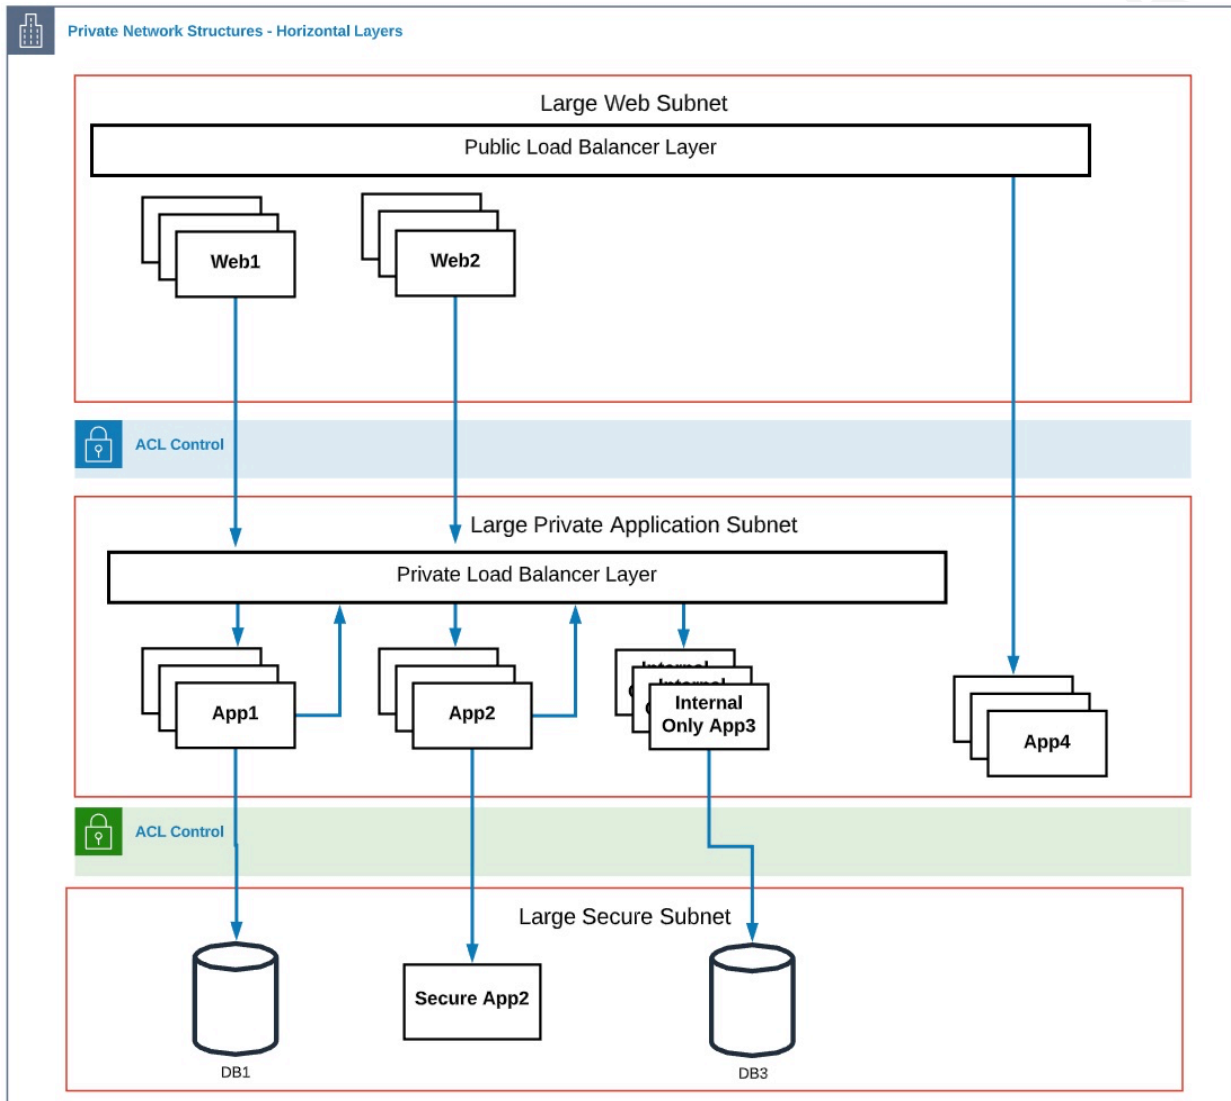 Private Network Structures - Horizontal Layers
Large Web Subnet
Public Load Balancer Layer
Web1
Web2
ACL Control
Large Private Application Subnet
Private Load Balancer Layer
App1
App2
Internal
Internal
Internal
Only App3
App4
ACL Control
Large Secure Subnet
Secure App2
DB1
DB3